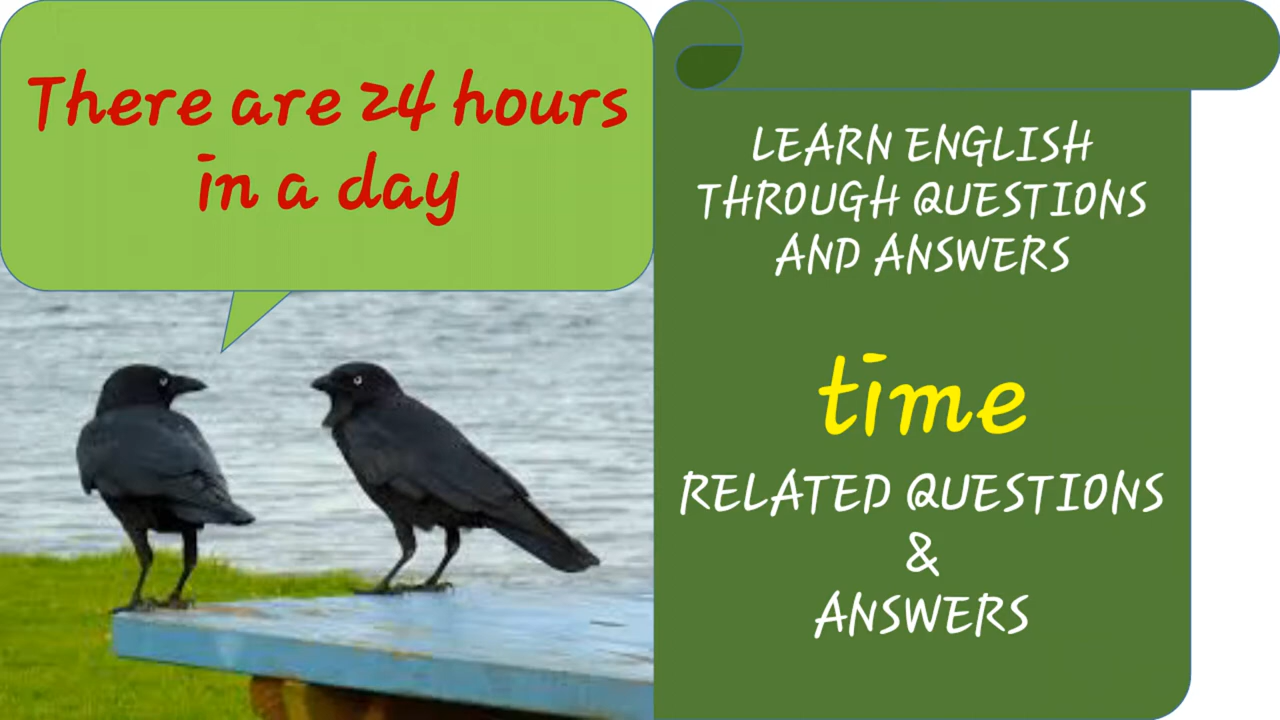 There are 24 hours
in a day
LEARN ENGLISH
THROUGH QUESTIONS
AND ANSWERS
time
RELATED QUESTIONS
&
ANSWERS